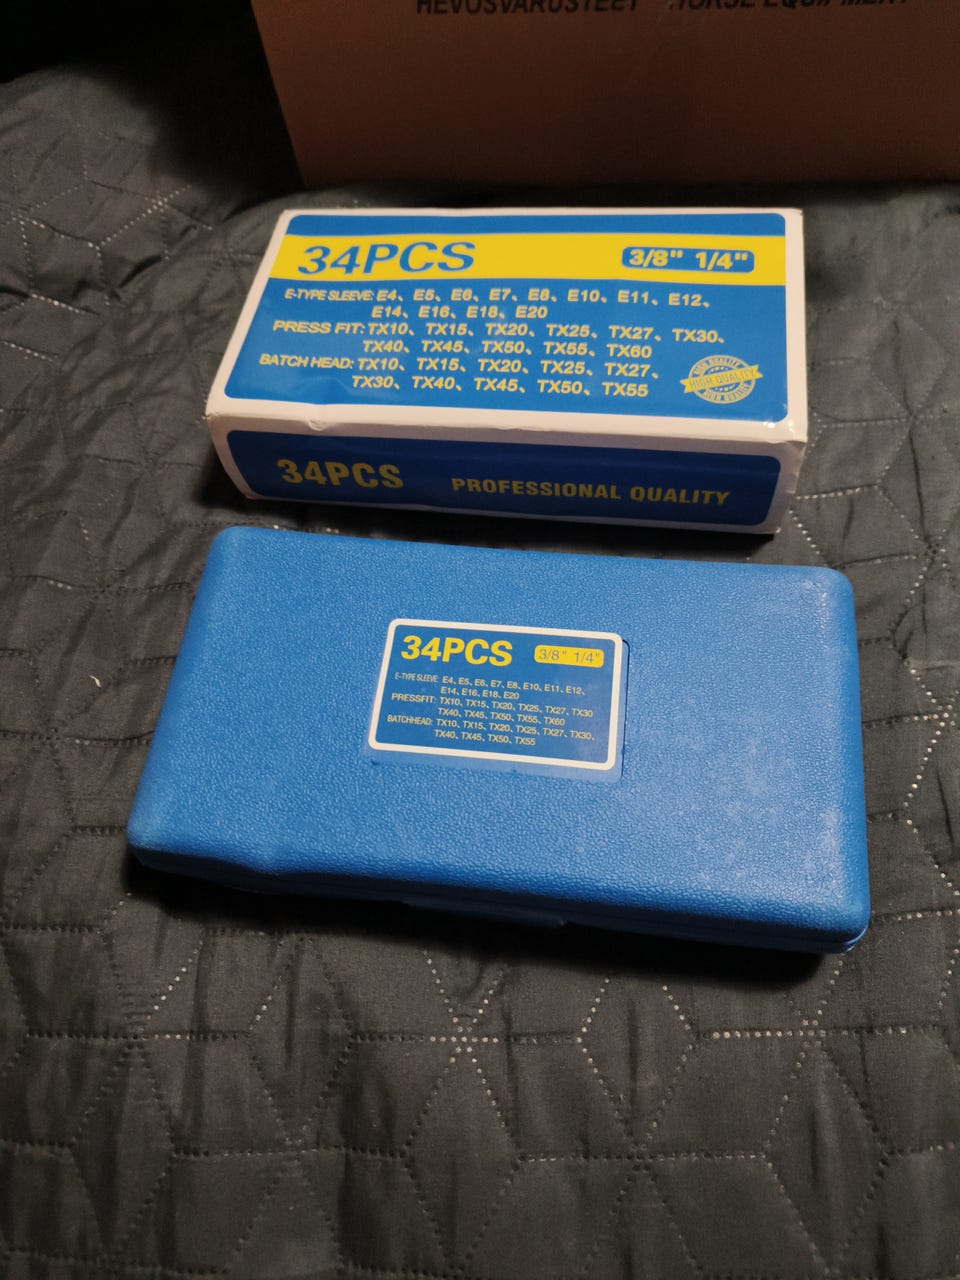 HEVOSVARUSTEET HORSE EQUIPMENT
34PCS 3/8" 1/4"
E-TYPE SLEEVE: E4、E5、E6、E7、E8、E10、E11、E12、
E14、E16、E18、E20
PRESS FIT: TX10、TX15、TX20、TX25、TX27、TX30、
TX40、TX45、TX50、TX55、TX60
BATCH HEAD: TX10、TX15、TX20、TX25、TX27、
TX30、TX40、TX45、TX50、TX55
HIGH QUALITY
HIGH QUALITY
HIGH QUALITY
34PCS PROFESSIONAL QUALITY
34PCS 3/8" 1/4"
E-TYPE SLEEVE: E4、E5、E6、E7、E8、E10、E11、E12、
E14、E16、E18、E20
PRESSFIT: TX10、TX15、TX20、TX25、TX27、TX30
TX40、TX45、TX50、TX55、TX60
BATCHHEAD: TX10、TX15、TX20、TX25、TX27、TX30、
TX40、TX45、TX50、TX55